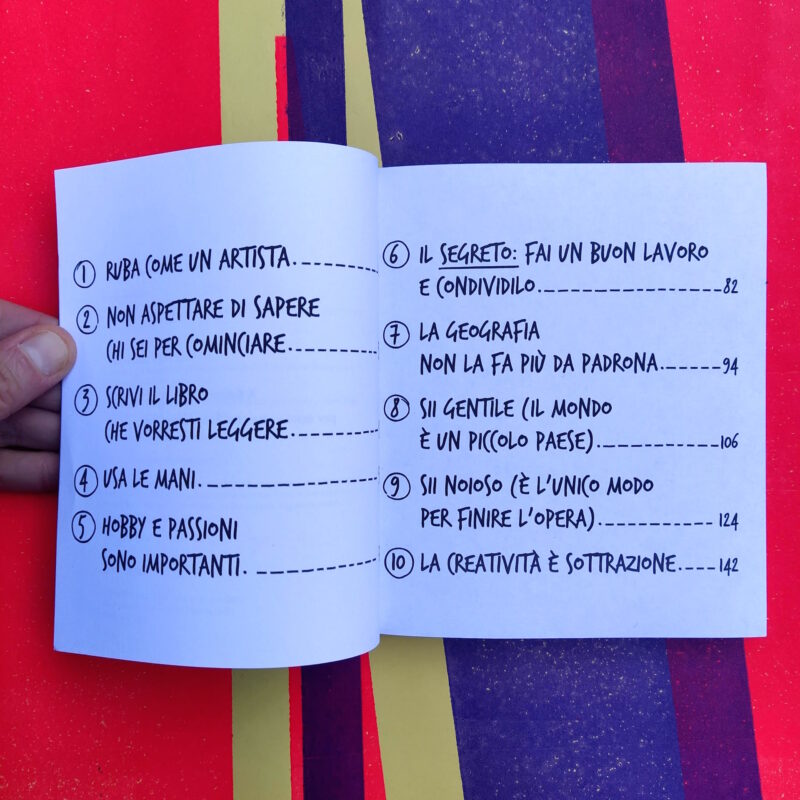 1 RUBA COME UN ARTISTA.
2 NON ASPETTARE DI SAPERE
CHI SEI PER COMINCIARE.
3 SCRIVI IL LIBRO
CHE VORRESTI LEGGERE.
4 USA LE MANI.
5 HOBBY E PASSIONI
SONO IMPORTANTI.
6 IL SEGRETO: FAI UN BUON LAVORO
E CONDIVIDILO. 82
7 LA GEOGRAFIA
NON LA FA PIÙ DA PADRONA. 94
8 SII GENTILE (IL MONDO
È UN PICCOLO PAESE). 106
9 SII NOIOSO (È L'UNICO MODO
PER FINIRE L'OPERA). 124
10 LA CREATIVITÀ È SOTTRAZIONE. 142